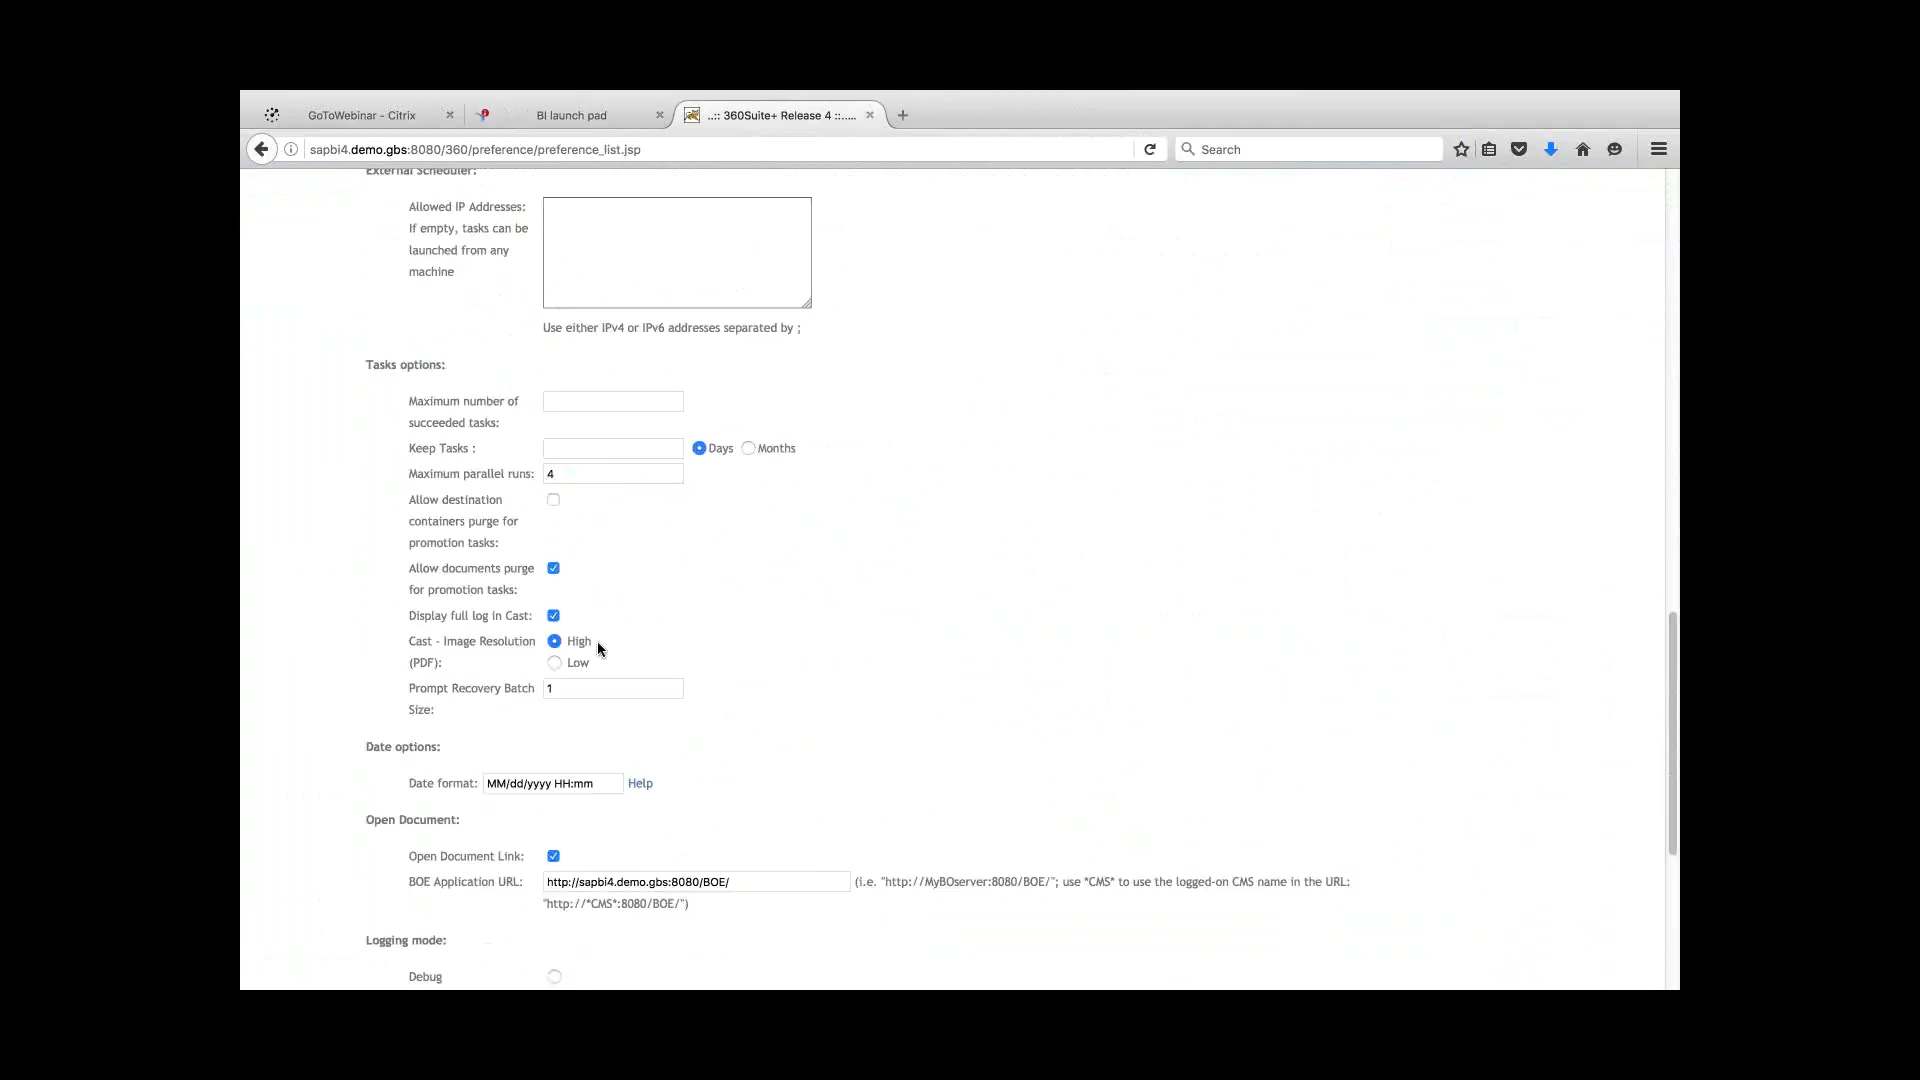 GoToWebinar - Citrix
BI launch pad
..:: 360Suite+ Release 4 ::.....
sapbi4.demo.gbs:8080/360/preference/preference_list.jsp
Search
External Scheduler:
Allowed IP Addresses:
If empty, tasks can be
launched from any
machine
Use either IPv4 or IPv6 addresses separated by ;
Tasks options:
Maximum number of
succeeded tasks:
Keep Tasks :
Days
Months
Maximum parallel runs:
4
Allow destination
containers purge for
promotion tasks:
Allow documents purge
for promotion tasks:
Display full log in Cast:
Cast - Image Resolution
(PDF):
High
Low
Prompt Recovery Batch
Size:
1
Date options:
Date format:
MM/dd/yyyy HH:mm
Help
Open Document:
Open Document Link:
BOE Application URL:
http://sapbi4.demo.gbs:8080/BOE/
(i.e. "http://MyBOserver:8080/BOE/"; use *CMS* to use the logged-on CMS name in the URL:
"http://*CMS*:8080/BOE/")
Logging mode:
Debug